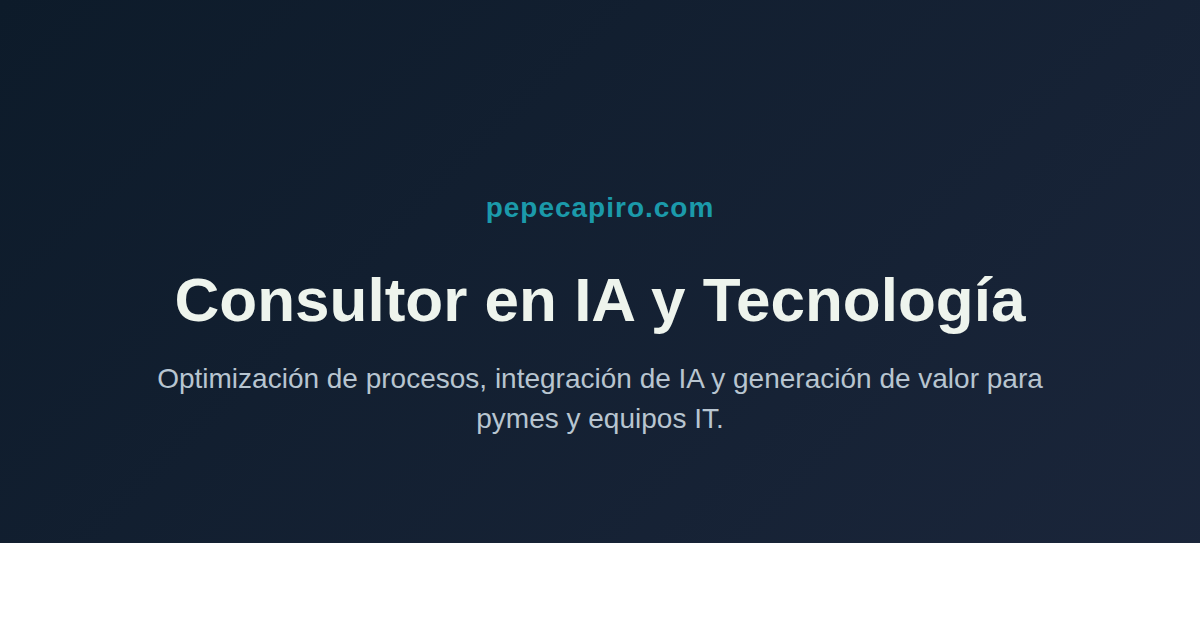 pepecapiro.com
Consultor en IA y Tecnología
Optimización de procesos, integración de IA y generación de valor para
pymes y equipos IT.